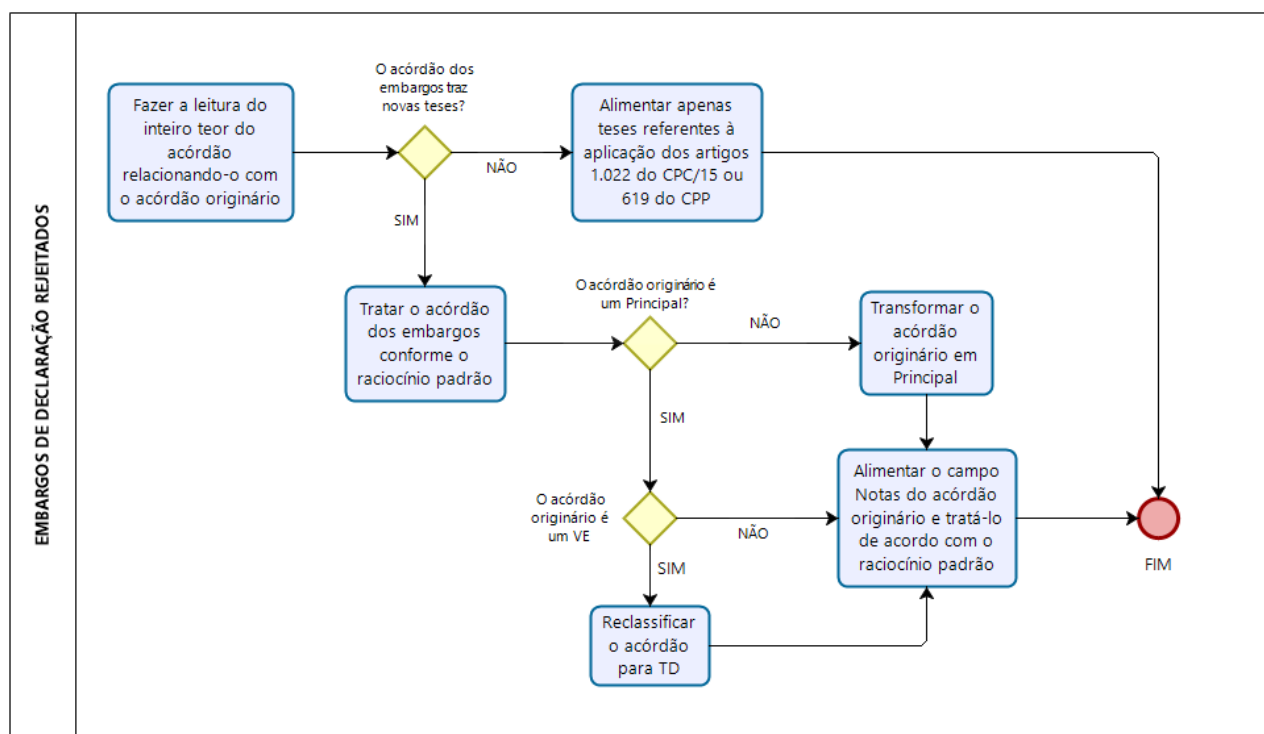 EMBARGOS DE DECLARAÇÃO REJEITADOS
Fazer a leitura do
inteiro teor do
acórdão
relacionando-o com
o acórdão originário
O acórdão dos
embargos traz
novas teses?
NÃO
SIM
Alimentar apenas
teses referentes à
aplicação dos artigos
1.022 do CPC/15 ou
619 do CPP
Tratar o acórdão
dos embargos
conforme o
raciocínio padrão
O acórdão originário é
um Principal?
NÃO
SIM
Transformar o
acórdão
originário em
Principal
O acórdão
originário é
um VE
NÃO
SIM
Alimentar o campo
Notas do acórdão
originário e tratá-lo
de acordo com o
raciocínio padrão
Reclassificar
o acórdão
para TD
FIM